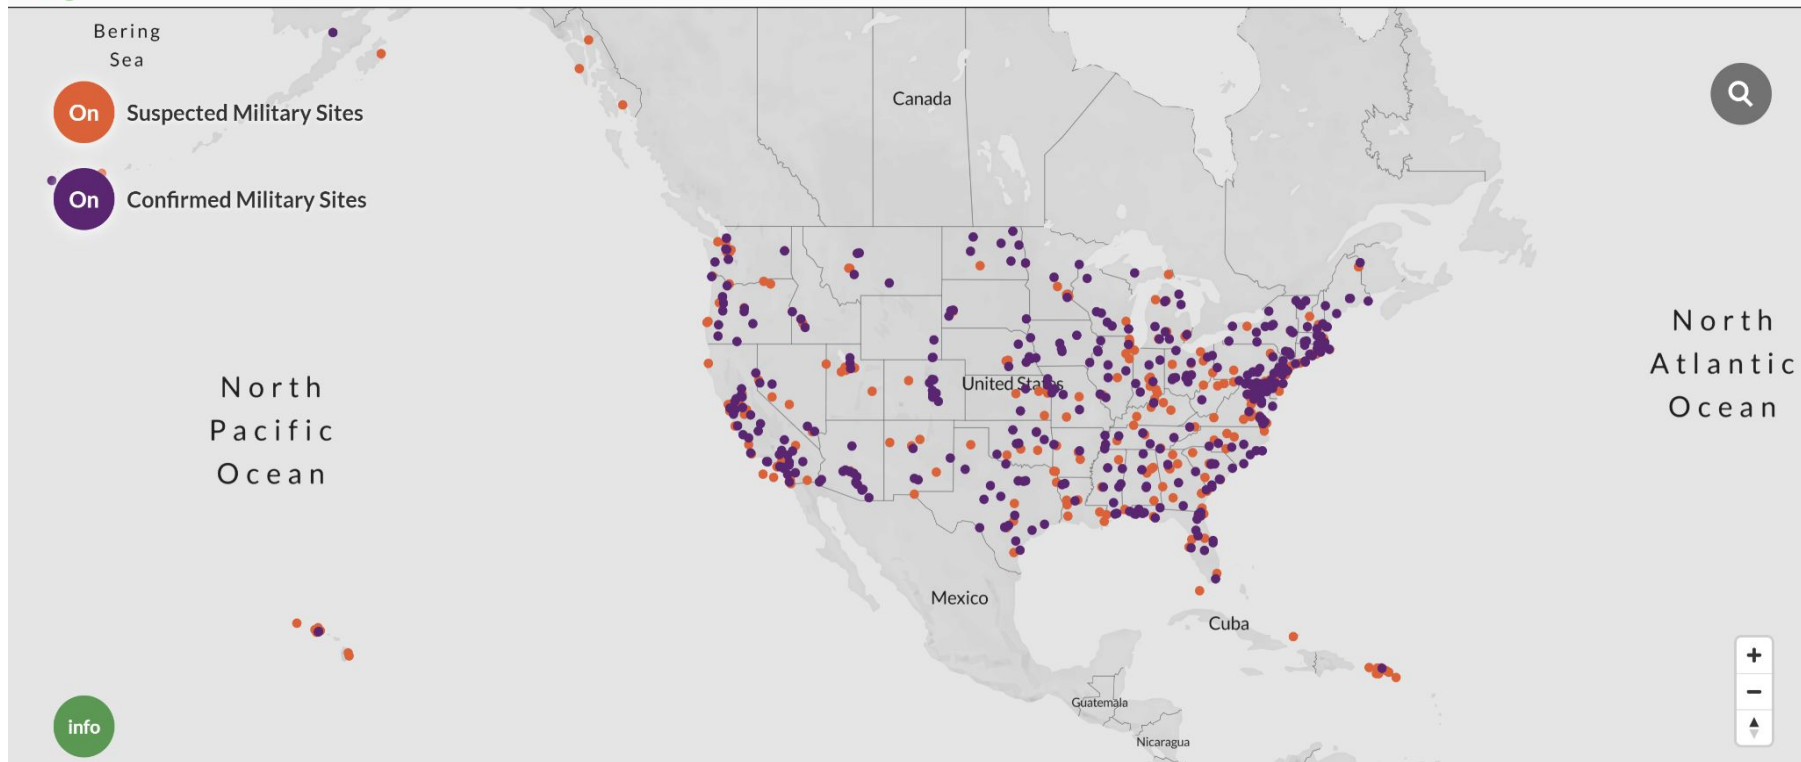 Bering
Sea
On Suspected Military Sites
On Confirmed Military Sites
Canada
North
Atlantic
Ocean
North
Pacific
Ocean
United States
Mexico
Cuba
Guatemala
Nicaragua
info
+
−